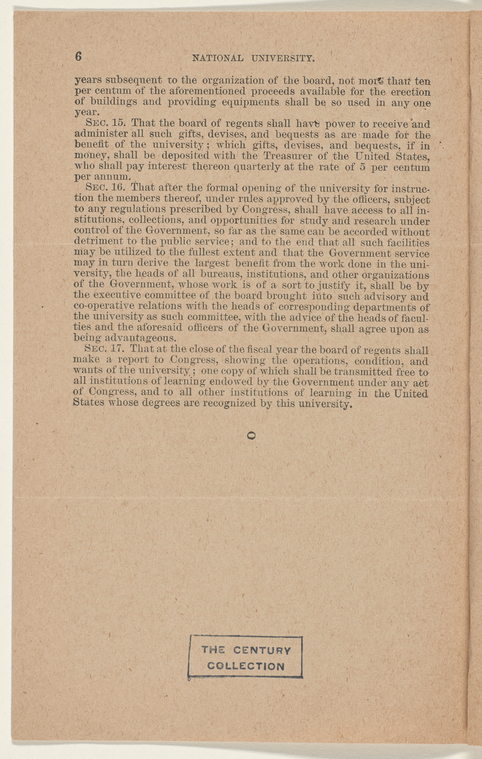 6 NATIONAL UNIVERSITY.
years subsequent to the organization of the board, not more than ten
per centum of the aforementioned proceeds available for the erection
of buildings and providing equipments shall be so used in any one
year.
SEC. 15. That the board of regents shall have power to receive and
administer all such gifts, devises, and bequests as are made for the
benefit of the university; which gifts, devises, and bequests, if in
money, shall be deposited with the Treasurer of the United States,
who shall pay interest thereon quarterly at the rate of 5 per centum
per annum.
SEC. 16. That after the formal opening of the university for instruc-
tion the members thereof, under rules approved by the officers, subject
to any regulations prescribed by Congress, shall have access to all in-
stitutions, collections, and opportunities for study and research under
control of the Government, so far as the same can be accorded without
detriment to the public service; and to the end that all such facilities
may be utilized to the fullest extent and that the Government service
may in turn derive the largest benefit from the work done in the uni-
versity, the heads of all bureaus, institutions, and other organizations
of the Government, whose work is of a sort to justify it, shall be by
the executive committee of the board brought into such advisory and
co-operative relations with the heads of corresponding departments of
the university as such committee, with the advice of the heads of facul-
ties and the aforesaid officers of the Government, shall agree upon as
being advantageous.
SEC. 17. That at the close of the fiscal year the board of regents shall
make a report to Congress, showing the operations, condition, and
wants of the university; one copy of which shall be transmitted free to
all institutions of learning endowed by the Government under any act
of Congress, and to all other institutions of learning in the United
States whose degrees are recognized by this university.
O
THE CENTURY
COLLECTION